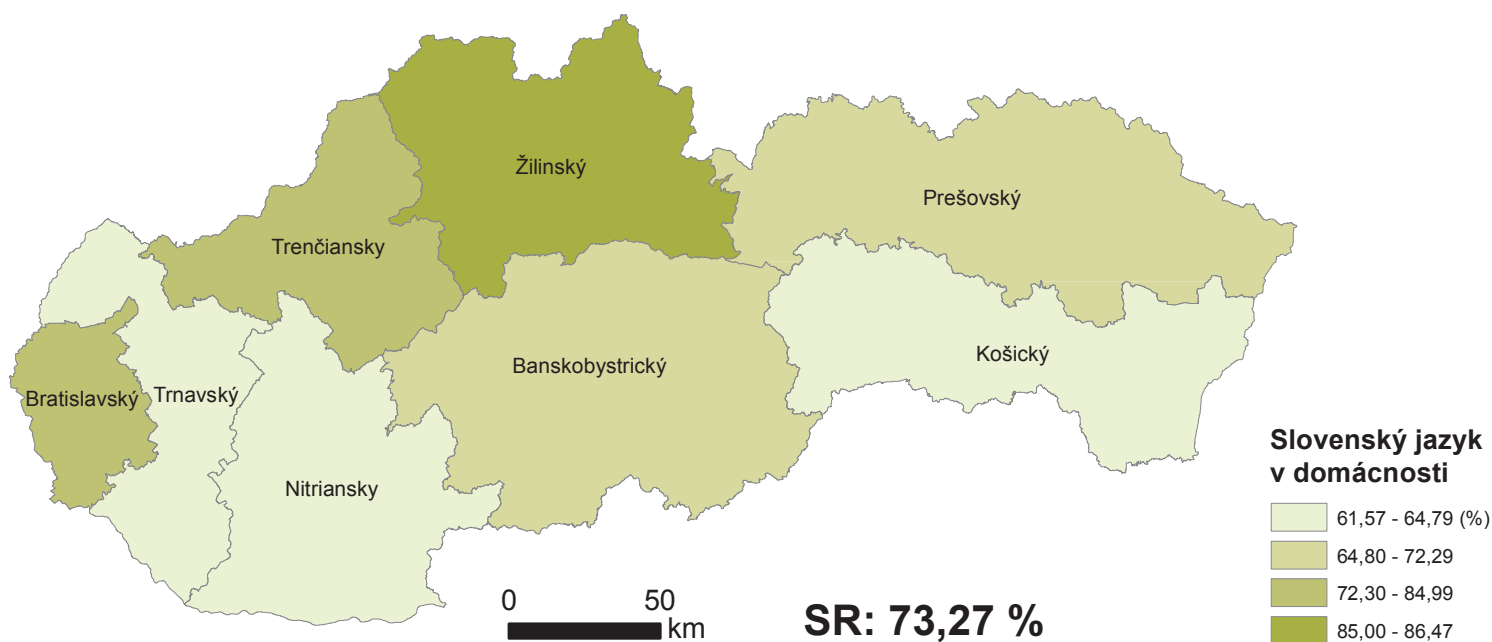 Žilinský
Prešovský
Trenčiansky
Banskobystrický
Košický
Bratislavský
Trnavský
Nitriansky
Slovenský jazyk
v domácnosti
61,57 - 64,79 (%)
64,80 - 72,29
72,30 - 84,99
85,00 - 86,47
0 50
km
SR: 73,27 %